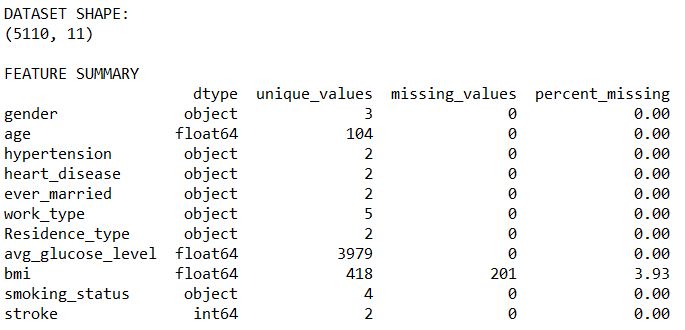 DATASET SHAPE:
(5110, 11)
FEATURE SUMMARY
dtype unique_values missing_values percent_missing
gender object 3 0 0.00
age float64 104 0 0.00
hypertension object 2 0 0.00
heart_disease object 2 0 0.00
ever_married object 2 0 0.00
work_type object 5 0 0.00
Residence_type object 2 0 0.00
avg_glucose_level float64 3979 0 0.00
bmi float64 418 201 3.93
smoking_status object 4 0 0.00
stroke int64 2 0 0.00